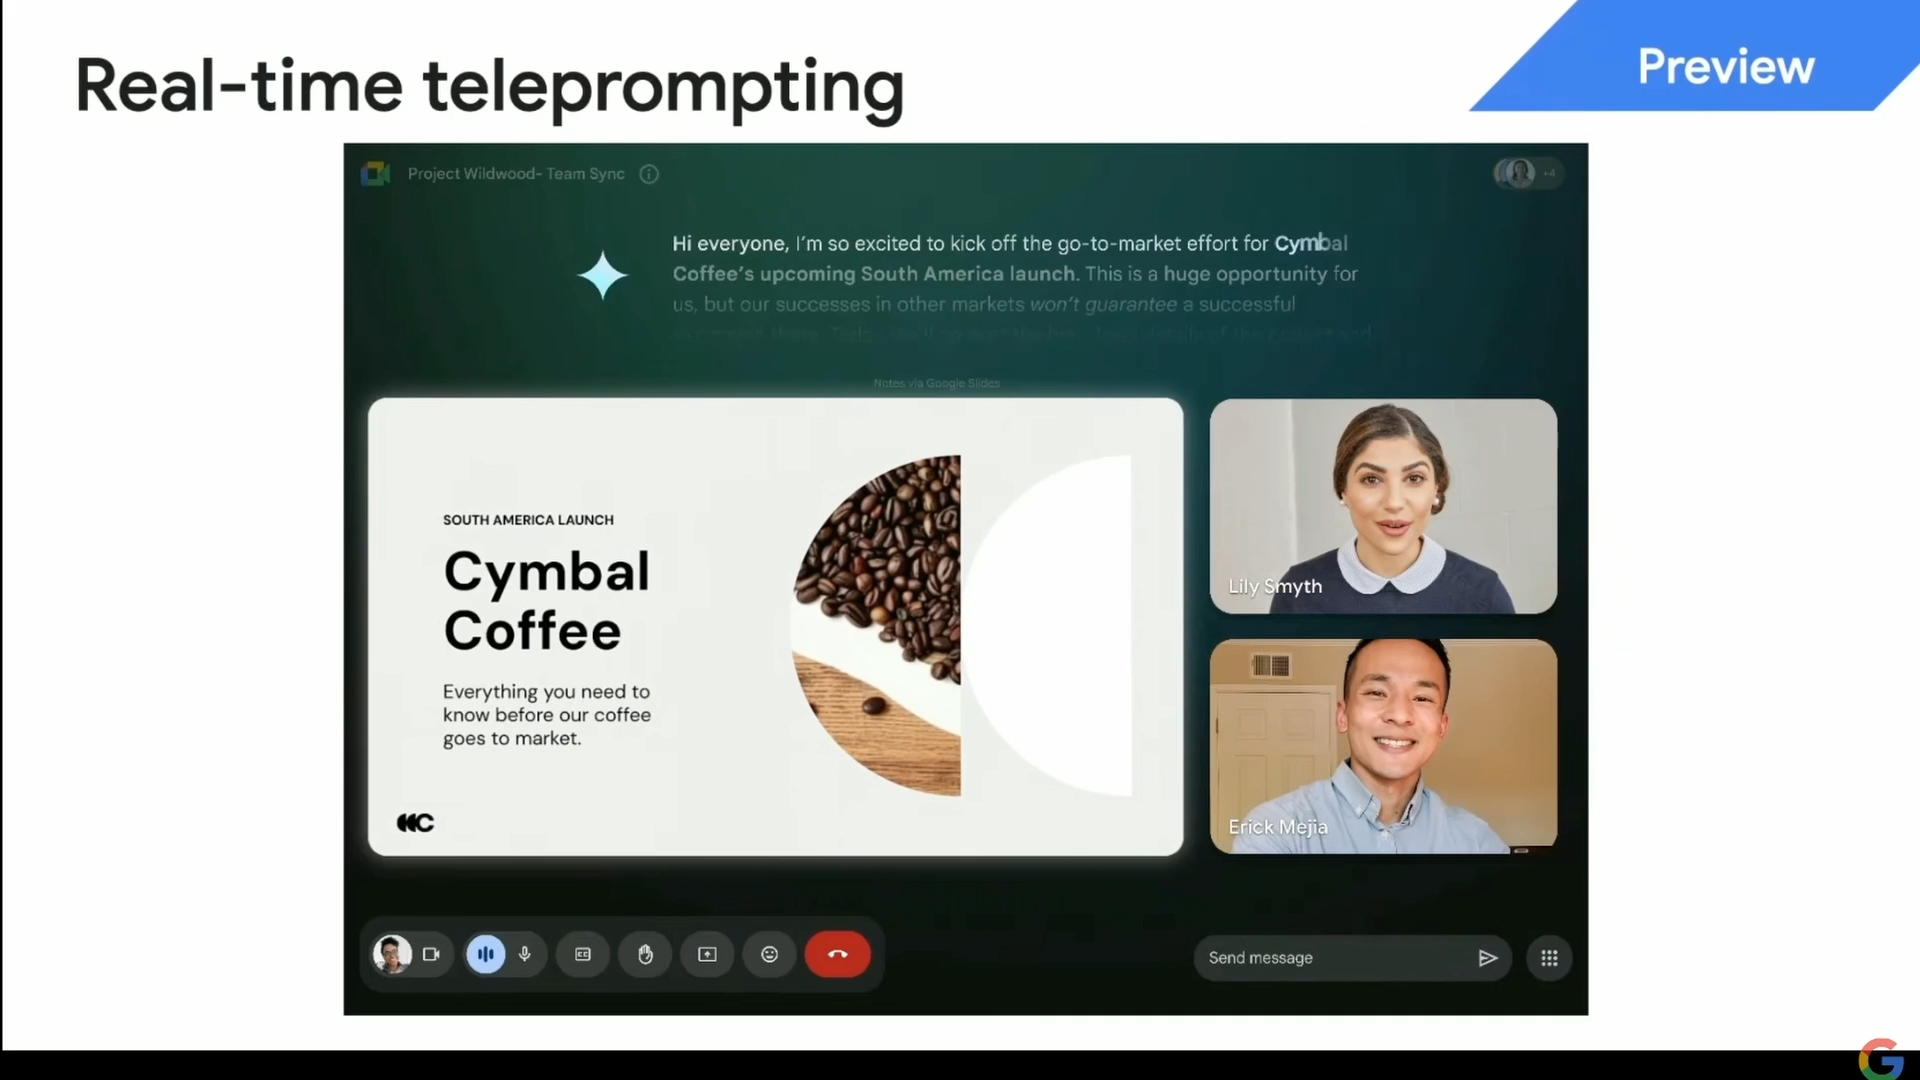 Real-time teleprompting
Preview
Project Wildwood- Team Sync
+4
Hi everyone, I'm so excited to kick off the go-to-market effort for Cymbal
Coffee's upcoming South America launch. This is a huge opportunity for
us, but our successes in other markets won't guarantee a successful
Notes via Google Slides
SOUTH AMERICA LAUNCH
Cymbal
Coffee
Everything you need to
know before our coffee
goes to market.
Lily Smyth
Erick Mejia
CC
Send message